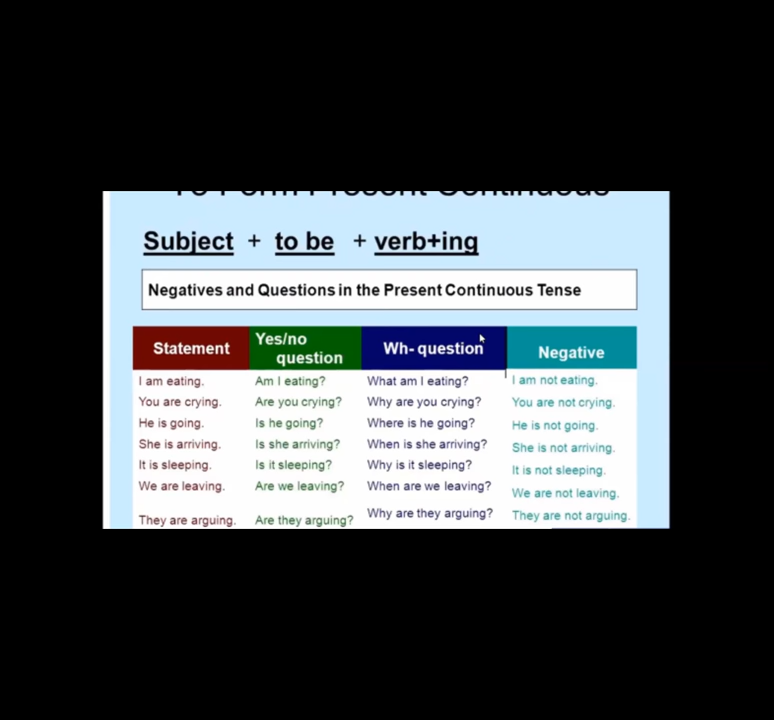 To Form Present Continuous
Subject + to be + verb+ing
Negatives and Questions in the Present Continuous Tense
Statement
Yes/no
question
Wh- question
Negative
I am eating. Am I eating? What am I eating? I am not eating.
You are crying. Are you crying? Why are you crying? You are not crying.
He is going. Is he going? Where is he going? He is not going.
She is arriving. Is she arriving? When is she arriving? She is not arriving.
It is sleeping. Is it sleeping? Why is it sleeping? It is not sleeping.
We are leaving. Are we leaving? When are we leaving? We are not leaving.
They are arguing. Are they arguing? Why are they arguing? They are not arguing.